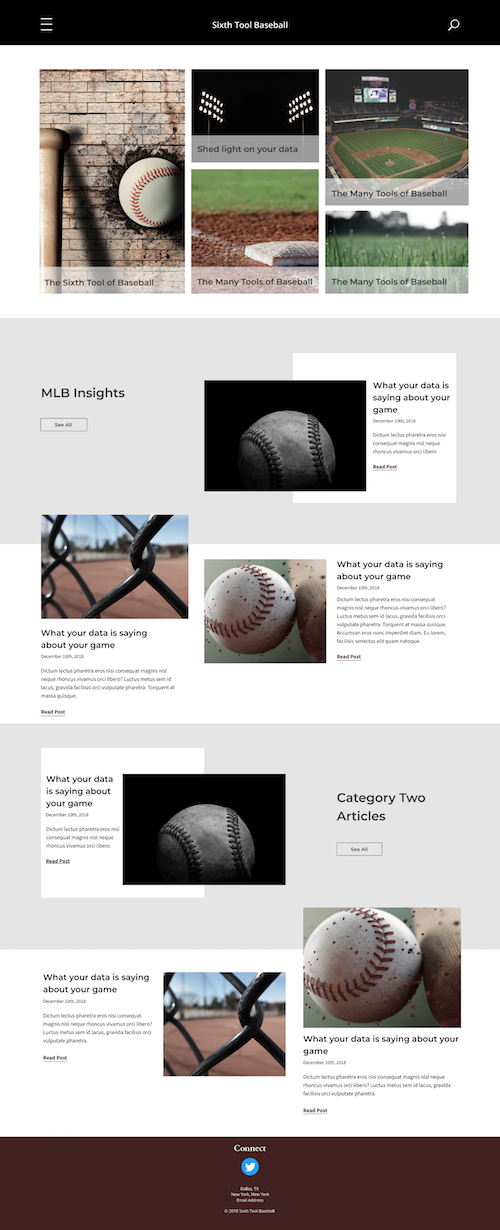 Sixth Tool Baseball
The Sixth Tool of Baseball
Shed light on your data
The Many Tools of Baseball
The Many Tools of Baseball
The Many Tools of Baseball
MLB Insights
See All
What your data is
saying about your
game
December 10th, 2018
Dictum lectus pharetra eros nisi
consequat magnis nisl neque
rhoncus vivamus orci libero
Read Post
What your data is saying
about your game
December 10th, 2018
Dictum lectus pharetra eros nisi consequat magnis nisl
neque rhoncus vivamus orci libero? Luctus metus sem id
lacus, gravida facilisis orci vulputate pharetra. Torquent at
massa quisque.
Read Post
What your data is saying
about your game
December 10th, 2018
Dictum lectus pharetra eros nisi consequat
magnis nisl neque rhoncus vivamus orci libero?
Luctus metus sem id lacus, gravida facilisis orci
vulputate pharetra. Torquent at massa quisque.
Accumsan eros nunc imperdiet diam. Eu lorem,
facilisis senectus elit quam natoque.
Read Post
What your data
is saying about
your game
December 10th, 2018
Dictum lectus pharetra eros nisi
consequat magnis nisl neque
rhoncus vivamus orci libero
Read Post
Category Two
Articles
See All
What your data is saying
about your game
December 10th, 2018
Dictum lectus pharetra eros nisi consequat
magnis nisl neque rhoncus vivamus orci libero?
Luctus metus sem id lacus, gravida facilisis orci
vulputate pharetra.
Read Post
What your data is saying about your
game
December 10th, 2018
Dictum lectus pharetra eros nisi consequat magnis nisl neque
rhoncus vivamus orci libero? Luctus metus sem id lacus, gravida
facilisis orci vulputate pharetra.
Read Post
Connect
Dallas, TX
New York, New York
Email Address
© 2018 Sixth Tool Baseball